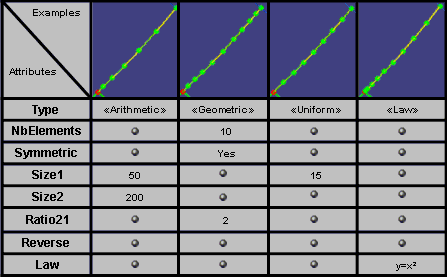 Examples
Attributes
Type «Arithmetic» «Geometric» «Uniform» «Law»
NbElements 10
Symmetric Yes
Size1 50 15
Size2 200
Ratio21 2
Reverse
Law y=x²